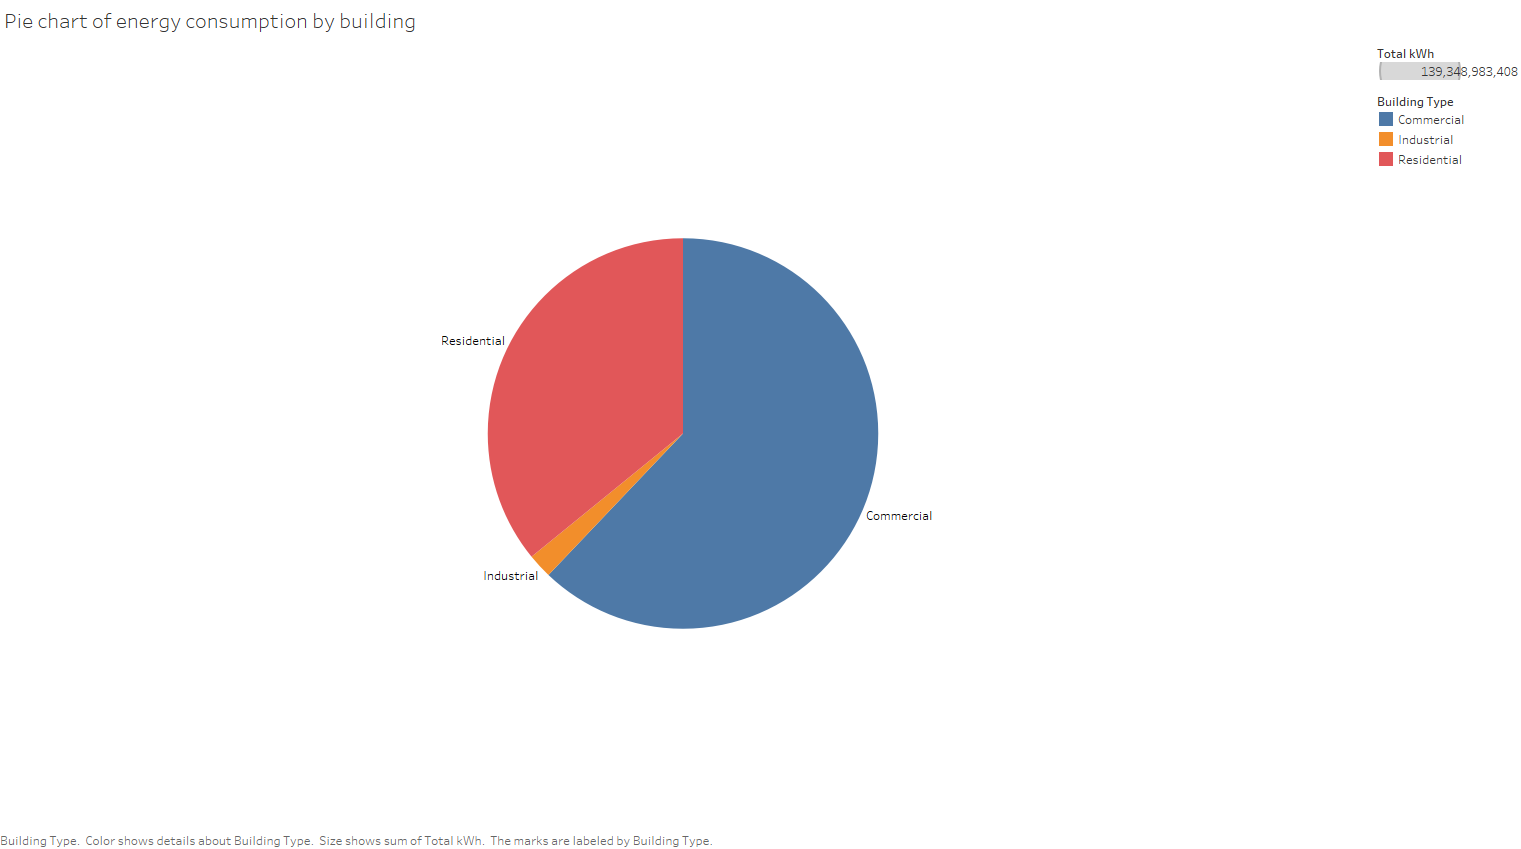 Pie chart of energy consumption by building
Total kWh
139,348,983,408
Building Type
Commercial
Industrial
Residential
Residential
Commercial
Industrial
Building Type.  Color shows details about Building Type.  Size shows sum of Total kWh.  The marks are labeled by Building Type.